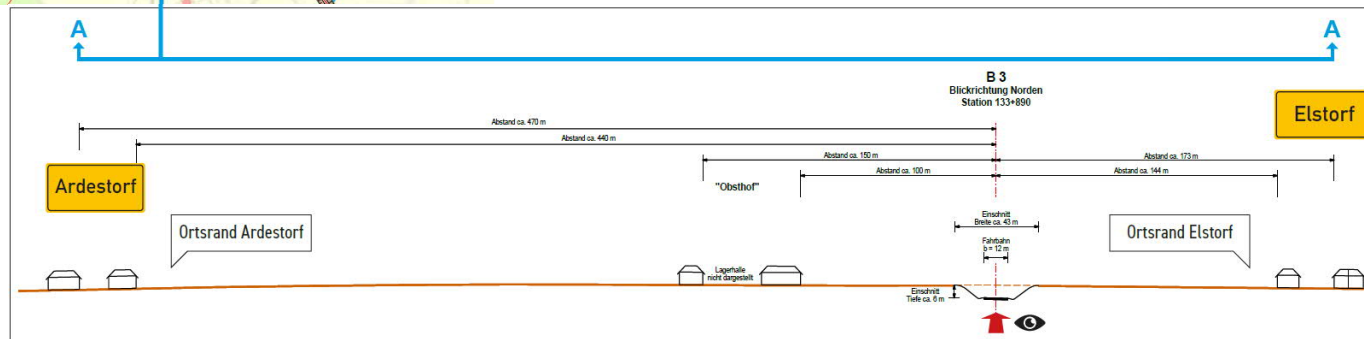 A
A
B 3
Blickrichtung Norden
Station 133+890
Elstorf
Abstand ca. 470 m
Abstand ca. 440 m
Abstand ca. 150 m
Abstand ca. 173 m
Ardestorf
"Obsthof"
Abstand ca. 100 m
Abstand ca. 144 m
Ortsrand Ardestorf
Einschnitt
Breite ca. 43 m
Ortsrand Elstorf
Fahrbahn
b = 12 m
Lagerhalle
nicht dargestellt
Einschnitt
Tiefe ca. 6 m